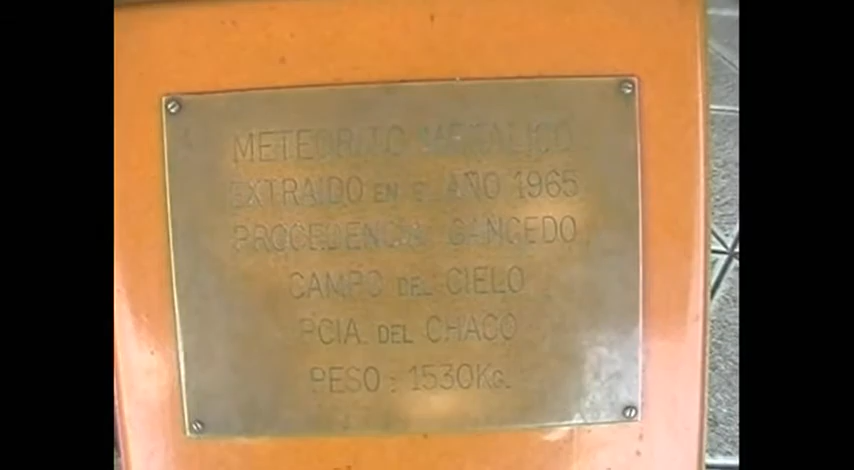 METEORITO METALICO
EXTRAIDO EN EL AÑO 1965
PROCEDENCIA GANCEDO
CAMPO DEL CIELO
PCIA. DEL CHACO
PESO : 1530KG.